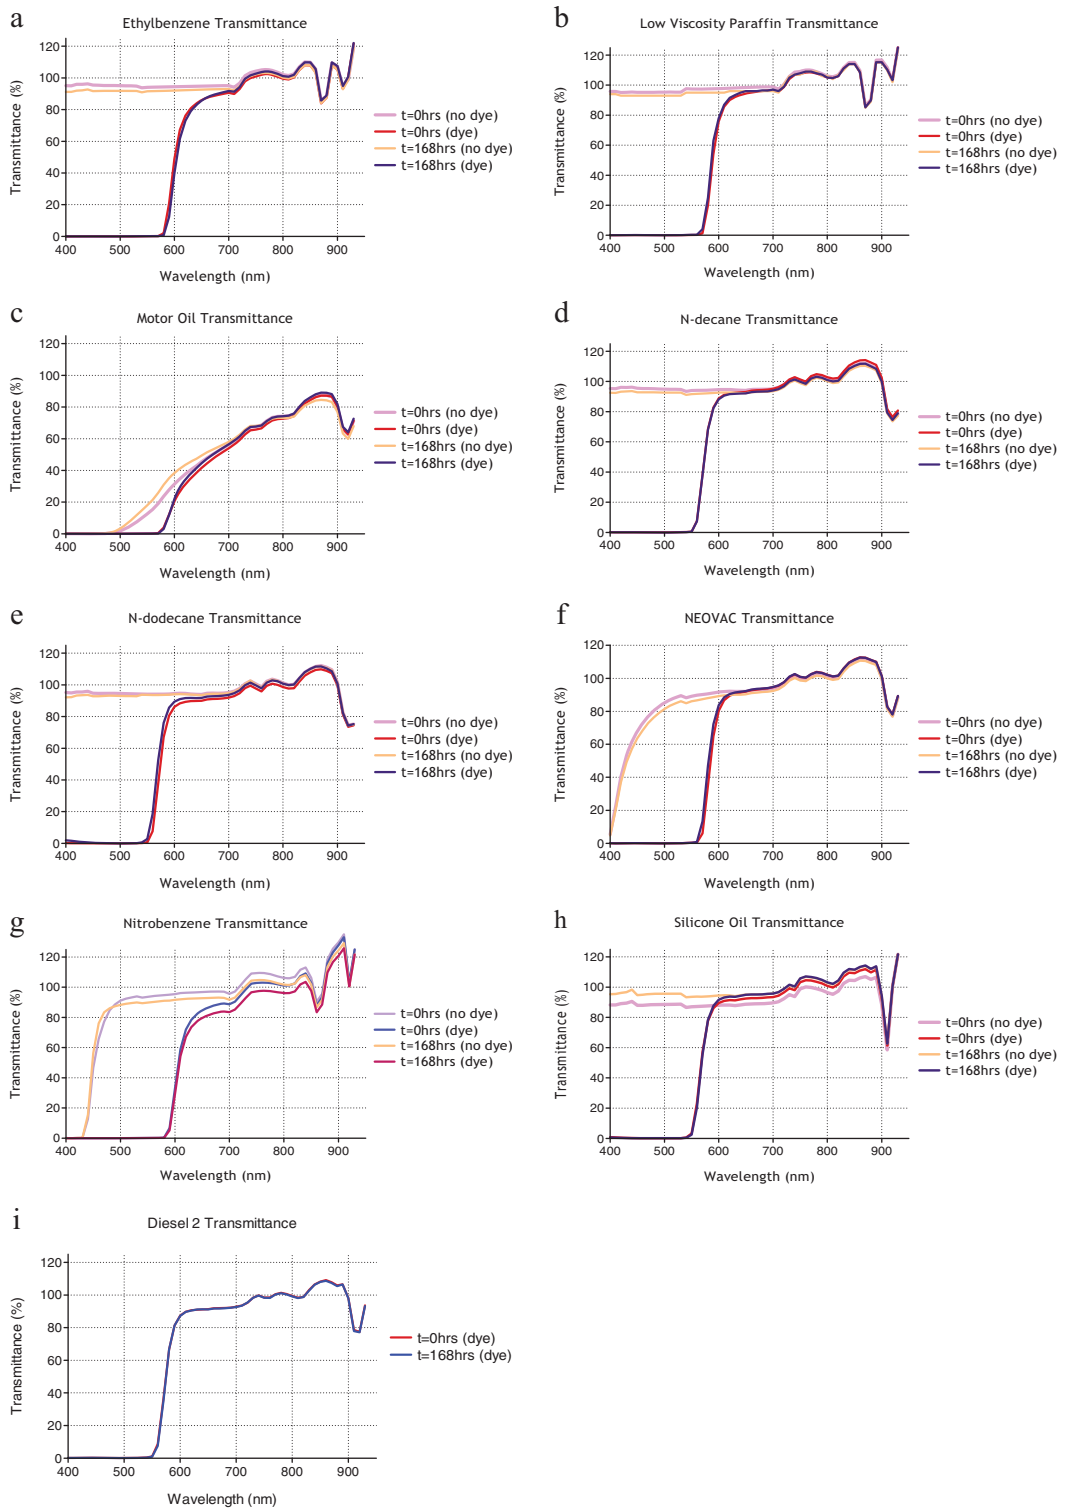 a
Ethylbenzene Transmittance
Transmittance (%)
120
100
80
60
40
20
0
400 500 600 700 800 900
Wavelength (nm)
t=0hrs (no dye)
t=0hrs (dye)
t=168hrs (no dye)
t=168hrs (dye)
b
Low Viscosity Paraffin Transmittance
Transmittance (%)
120
100
80
60
40
20
0
400 500 600 700 800 900
Wavelength (nm)
t=0hrs (no dye)
t=0hrs (dye)
t=168hrs (no dye)
t=168hrs (dye)
c
Motor Oil Transmittance
Transmittance (%)
120
100
80
60
40
20
0
400 500 600 700 800 900
Wavelength (nm)
t=0hrs (no dye)
t=0hrs (dye)
t=168hrs (no dye)
t=168hrs (dye)
d
N-decane Transmittance
Transmittance (%)
120
100
80
60
40
20
0
400 500 600 700 800 900
Wavelength (nm)
t=0hrs (no dye)
t=0hrs (dye)
t=168hrs (no dye)
t=168hrs (dye)
e
N-dodecane Transmittance
Transmittance (%)
120
100
80
60
40
20
0
400 500 600 700 800 900
Wavelength (nm)
t=0hrs (no dye)
t=0hrs (dye)
t=168hrs (no dye)
t=168hrs (dye)
f
NEOVAC Transmittance
Transmittance (%)
120
100
80
60
40
20
0
400 500 600 700 800 900
Wavelength (nm)
t=0hrs (no dye)
t=0hrs (dye)
t=168hrs (no dye)
t=168hrs (dye)
g
Nitrobenzene Transmittance
Transmittance (%)
120
100
80
60
40
20
0
400 500 600 700 800 900
Wavelength (nm)
t=0hrs (no dye)
t=0hrs (dye)
t=168hrs (no dye)
t=168hrs (dye)
h
Silicone Oil Transmittance
Transmittance (%)
120
100
80
60
40
20
0
400 500 600 700 800 900
Wavelength (nm)
t=0hrs (no dye)
t=0hrs (dye)
t=168hrs (no dye)
t=168hrs (dye)
i
Diesel 2 Transmittance
Transmittance (%)
120
100
80
60
40
20
0
400 500 600 700 800 900
Wavelength (nm)
t=0hrs (dye)
t=168hrs (dye)